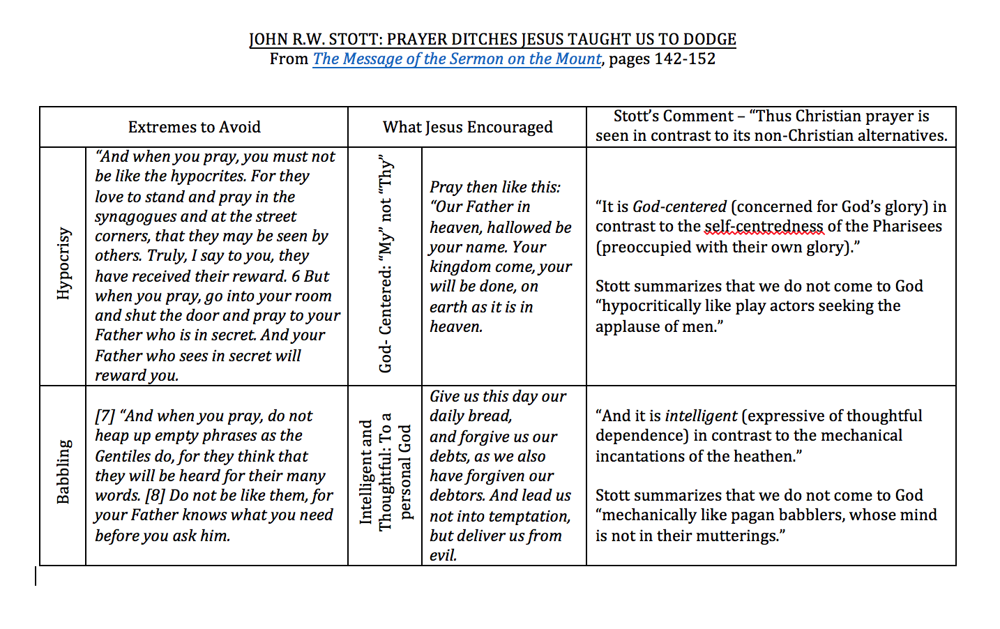 JOHN R.W. STOTT: PRAYER DITCHES JESUS TAUGHT US TO DODGE
From The Message of the Sermon on the Mount, pages 142-152
Extremes to Avoid
What Jesus Encouraged
Stott’s Comment – “Thus Christian prayer is
seen in contrast to its non-Christian alternatives.
Hypocrisy
“And when you pray, you must not
be like the hypocrites. For they
love to stand and pray in the
synagogues and at the street
corners, that they may be seen by
others. Truly, I say to you, they
have received their reward. 6 But
when you pray, go into your room
and shut the door and pray to your
Father who is in secret. And your
Father who sees in secret will
reward you.
God- Centered: “My” not “Thy”
Pray then like this:
“Our Father in
heaven, hallowed be
your name. Your
kingdom come, your
will be done, on
earth as it is in
heaven.
“It is God-centered (concerned for God’s glory) in
contrast to the self-centredness of the Pharisees
(preoccupied with their own glory).”
Stott summarizes that we do not come to God
“hypocritically like play actors seeking the
applause of men.”
Babbling
[7] “And when you pray, do not
heap up empty phrases as the
Gentiles do, for they think that
they will be heard for their many
words. [8] Do not be like them, for
your Father knows what you need
before you ask him.
Intelligent and
Thoughtful: To a
personal God
Give us this day our
daily bread,
and forgive us our
debts, as we also
have forgiven our
debtors. And lead us
not into temptation,
but deliver us from
evil.
“And it is intelligent (expressive of thoughtful
dependence) in contrast to the mechanical
incantations of the heathen.”
Stott summarizes that we do not come to God
“mechanically like pagan babblers, whose mind
is not in their mutterings.”